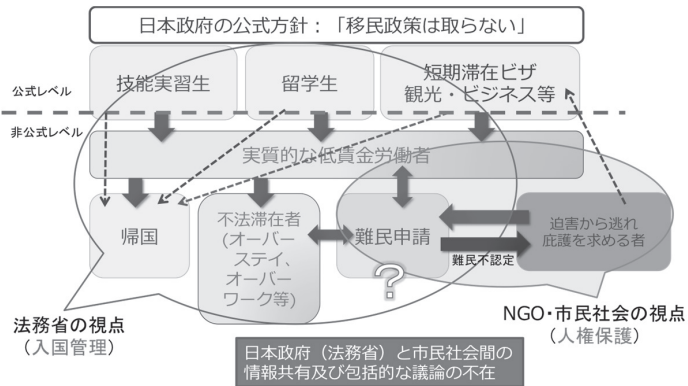 日本政府の公式方針：「移民政策は取らない」
公式レベル
技能実習生
留学生
短期滞在ビザ
観光・ビジネス等
非公式レベル
実質的な低賃金労働者
帰国
不法滞在者
(オーバー
ステイ、
オーバー
ワーク等)
難民申請
?
難民不認定
迫害から逃れ
庇護を求める者
法務省の視点
（入国管理）
NGO・市民社会の視点
（人権保護）
日本政府（法務省）と市民社会間の
情報共有及び包括的な議論の不在